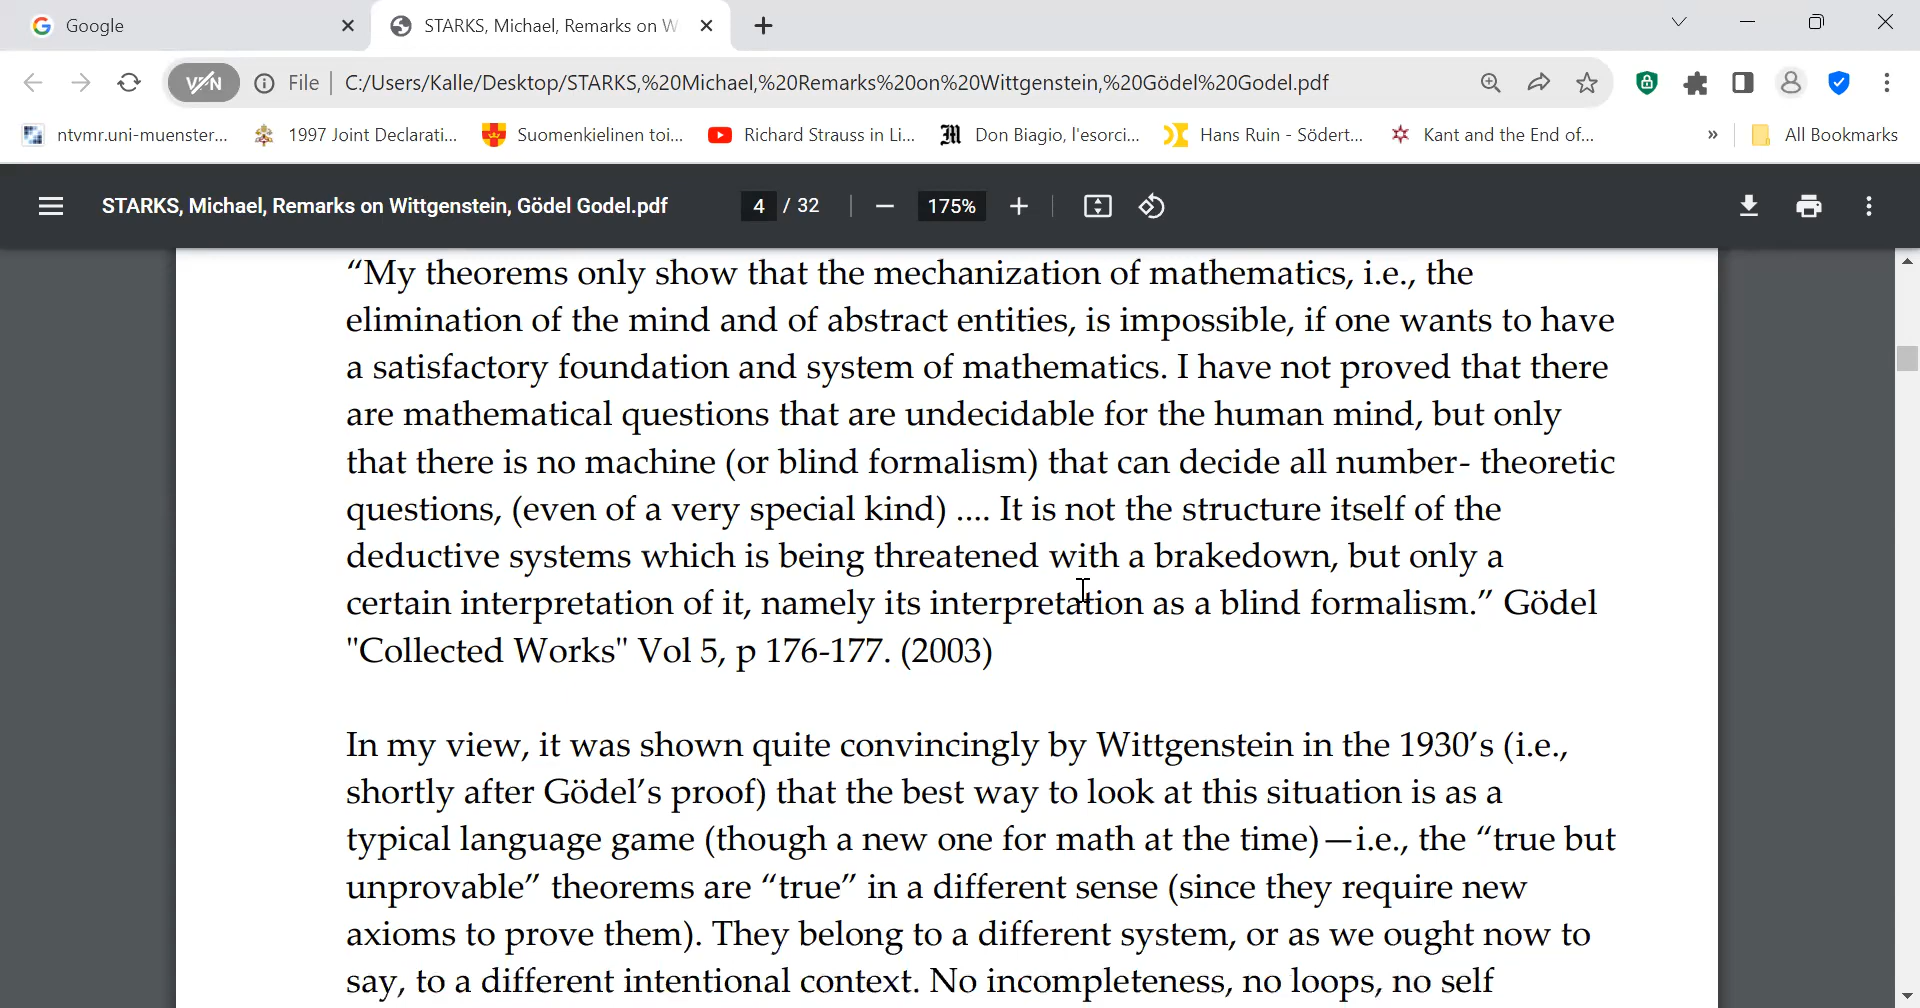 Google
STARKS, Michael, Remarks on W
VPN
File
C:/Users/Kalle/Desktop/STARKS,%20Michael,%20Remarks%20on%20Wittgenstein,%20Gödel%20Godel.pdf
ntvmr.uni-muenster...
1997 Joint Declarati...
Suomenkielinen toi...
Richard Strauss in Li...
Don Biagio, l'esorci...
Hans Ruin - Södert...
Kant and the End of...
»
All Bookmarks
STARKS, Michael, Remarks on Wittgenstein, Gödel Godel.pdf
4 / 32
175%
“My theorems only show that the mechanization of mathematics, i.e., the
elimination of the mind and of abstract entities, is impossible, if one wants to have
a satisfactory foundation and system of mathematics. I have not proved that there
are mathematical questions that are undecidable for the human mind, but only
that there is no machine (or blind formalism) that can decide all number- theoretic
questions, (even of a very special kind) .... It is not the structure itself of the
deductive systems which is being threatened with a brakedown, but only a
certain interpretation of it, namely its interpretation as a blind formalism.” Gödel
"Collected Works" Vol 5, p 176-177. (2003)
In my view, it was shown quite convincingly by Wittgenstein in the 1930’s (i.e.,
shortly after Gödel’s proof) that the best way to look at this situation is as a
typical language game (though a new one for math at the time)—i.e., the “true but
unprovable” theorems are “true” in a different sense (since they require new
axioms to prove them). They belong to a different system, or as we ought now to
say, to a different intentional context. No incompleteness, no loops, no self